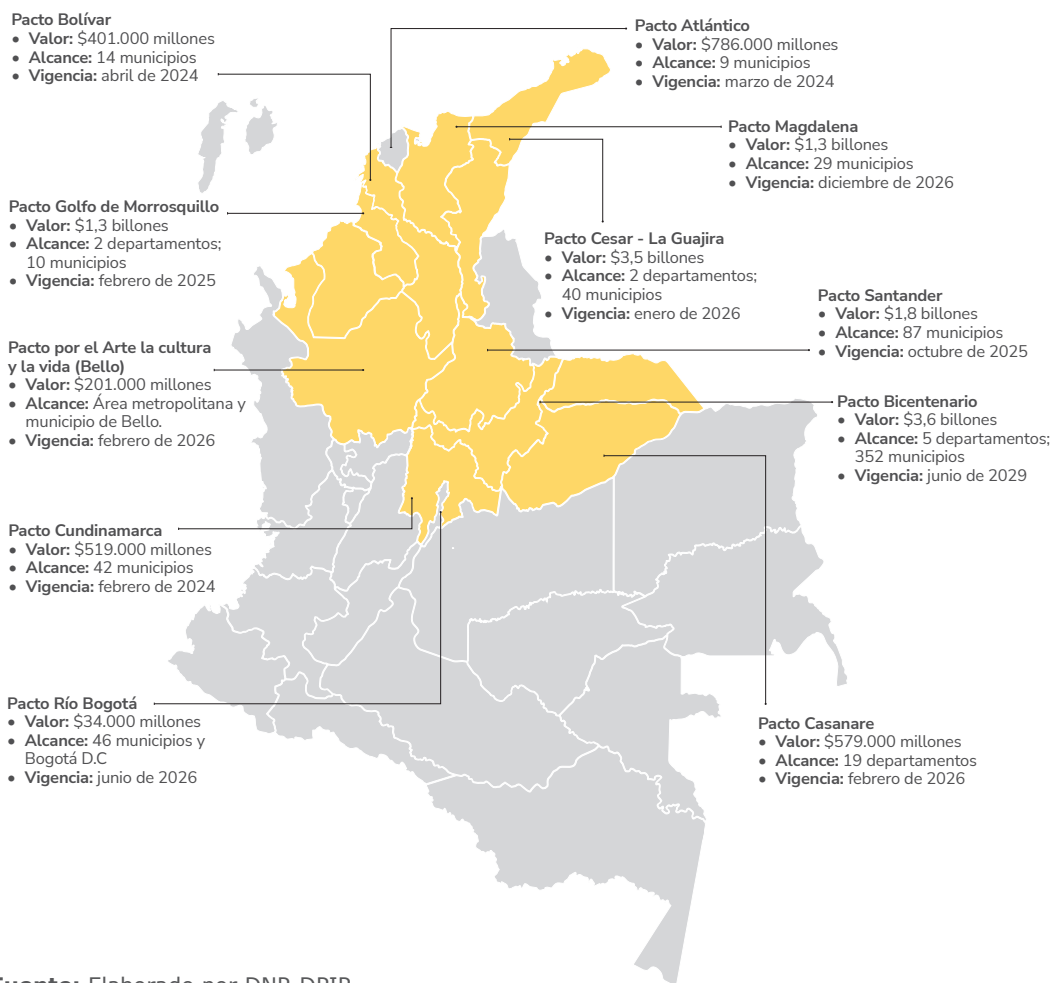 Pacto Bolívar
• Valor: $401.000 millones
• Alcance: 14 municipios
• Vigencia: abril de 2024
Pacto Atlántico
• Valor: $786.000 millones
• Alcance: 9 municipios
• Vigencia: marzo de 2024
Pacto Magdalena
• Valor: $1,3 billones
• Alcance: 29 municipios
• Vigencia: diciembre de 2026
Pacto Golfo de Morrosquillo
• Valor: $1,3 billones
• Alcance: 2 departamentos;
10 municipios
• Vigencia: febrero de 2025
Pacto Cesar - La Guajira
• Valor: $3,5 billones
• Alcance: 2 departamentos;
40 municipios
• Vigencia: enero de 2026
Pacto Santander
• Valor: $1,8 billones
• Alcance: 87 municipios
• Vigencia: octubre de 2025
Pacto por el Arte la cultura
y la vida (Bello)
• Valor: $201.000 millones
• Alcance: Área metropolitana y
municipio de Bello.
• Vigencia: febrero de 2026
Pacto Bicentenario
• Valor: $3,6 billones
• Alcance: 5 departamentos;
352 municipios
• Vigencia: junio de 2029
Pacto Cundinamarca
• Valor: $519.000 millones
• Alcance: 42 municipios
• Vigencia: febrero de 2024
Pacto Río Bogotá
• Valor: $34.000 millones
• Alcance: 46 municipios y
Bogotá D.C
• Vigencia: junio de 2026
Pacto Casanare
• Valor: $579.000 millones
• Alcance: 19 departamentos
• Vigencia: febrero de 2026
Fuente: Elaborado por DNP-DPIP